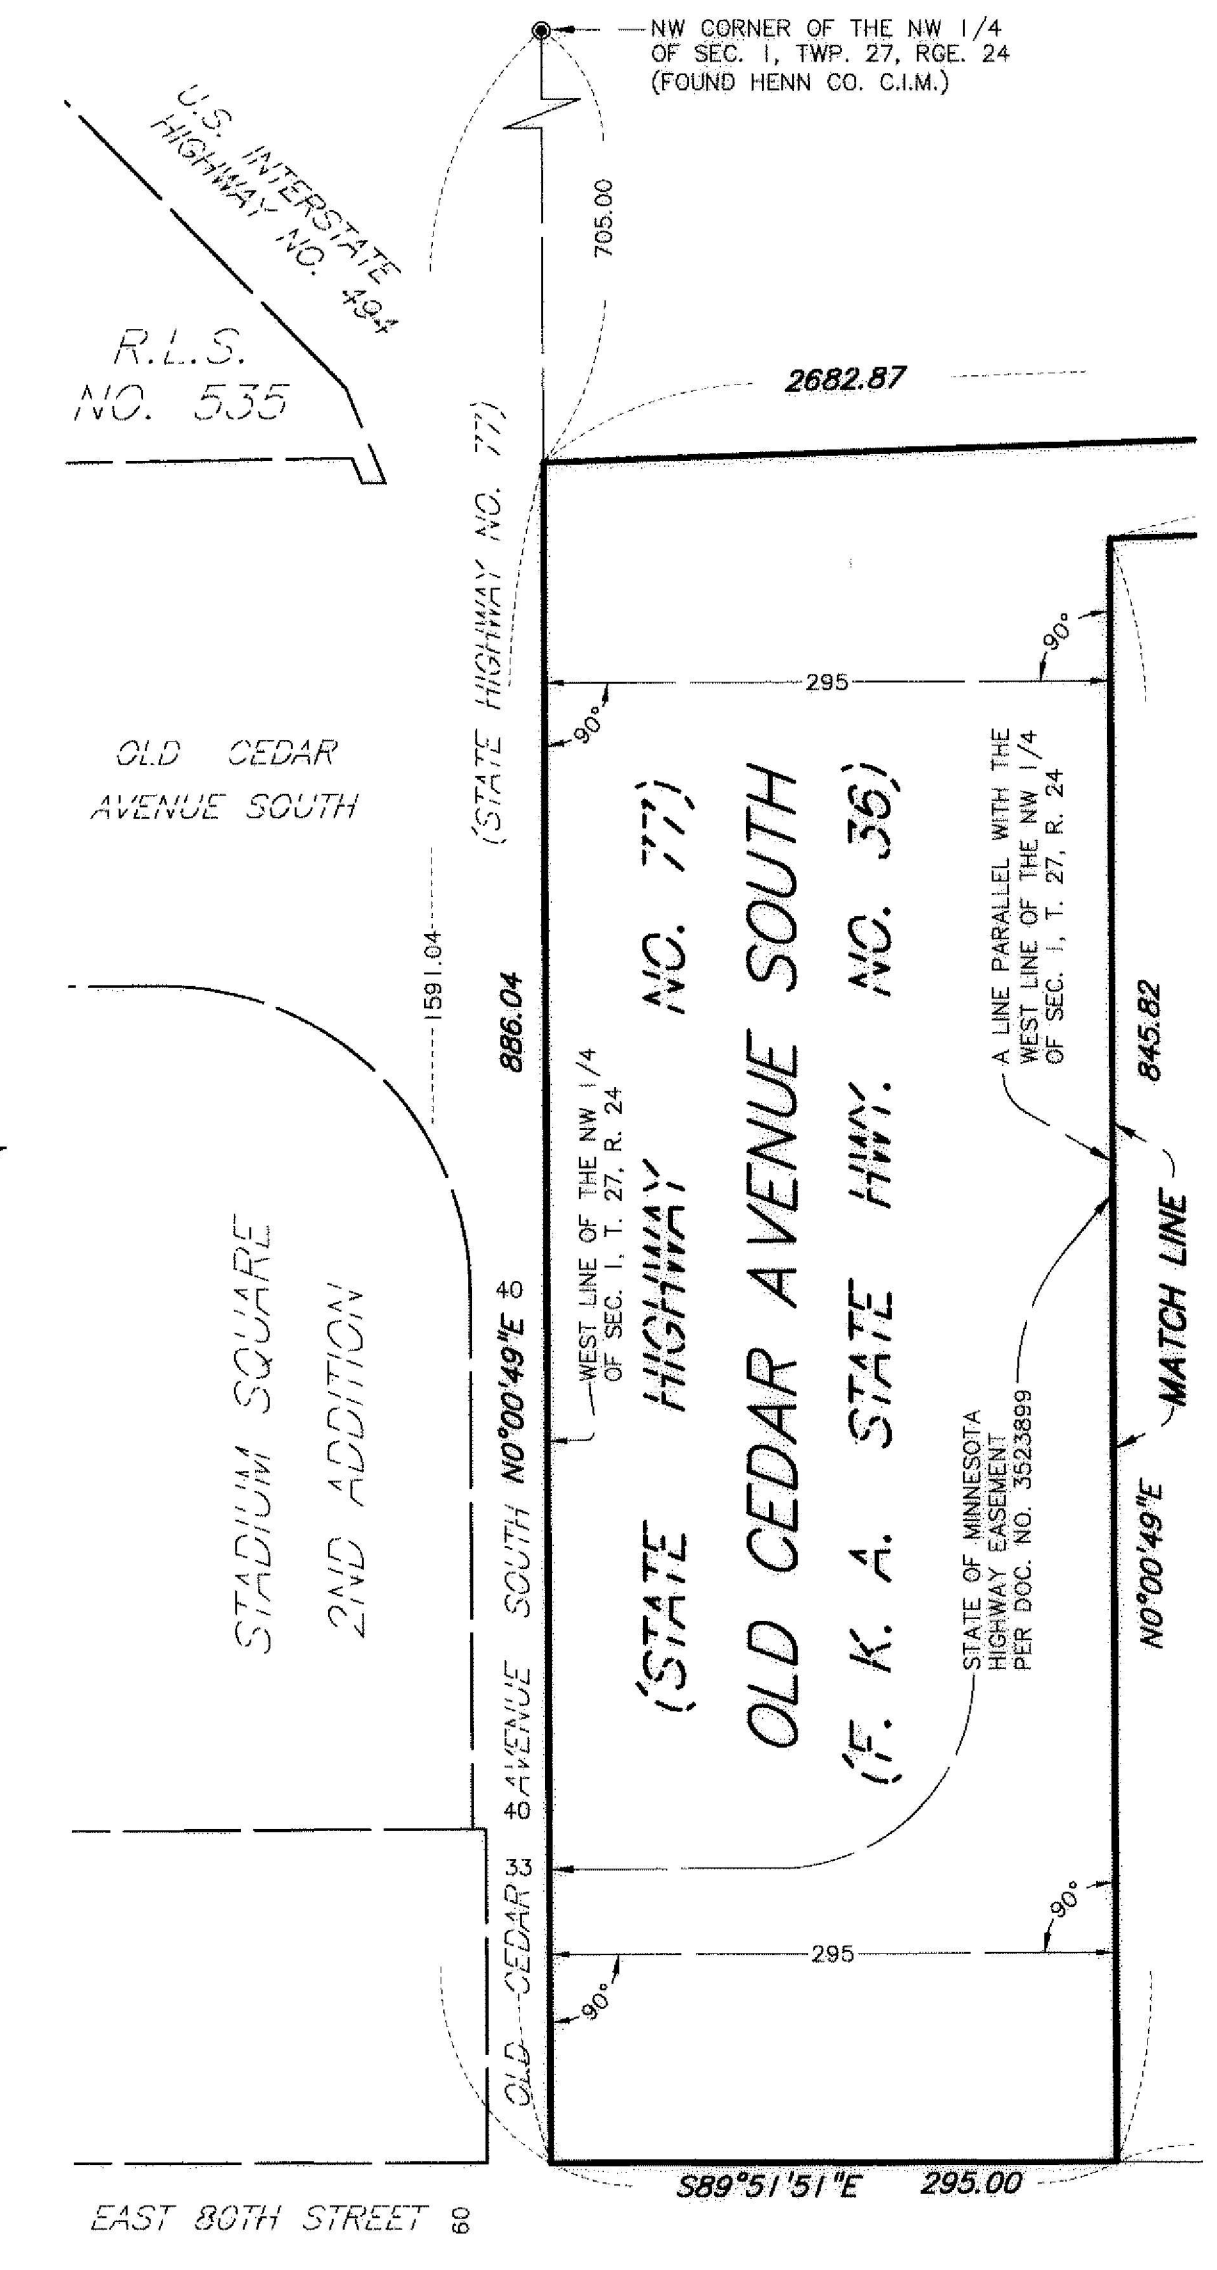 NW CORNER OF THE NW 1/4
OF SEC. 1, TWP. 27, RGE. 24
(FOUND HENN CO. C.I.M.)
U.S. INTERSTATE
HIGHWAY NO. 494
705.00
R.L.S.
NO. 535
2682.87
(STATE HIGHWAY NO. 77)
90°
295
90°
OLD CEDAR
AVENUE SOUTH
1591.04
886.04
WEST LINE OF THE NW 1/4
OF SEC. 1, T. 27, R. 24
(STATE HIGHWAY NO. 77)
OLD CEDAR AVENUE SOUTH
(F. K. A. STATE HWY. NO. 36)
A LINE PARALLEL WITH THE
WEST LINE OF THE NW 1/4
OF SEC. 1, T. 27, R. 24
845.82
MATCH LINE
N0°00'49"E
STADIUM SQUARE
2ND ADDITION
40
N0°00'49"E
OLD CEDAR AVENUE SOUTH
40
33
STATE OF MINNESOTA
HIGHWAY EASEMENT
PER DOC. NO. 3523899
90°
295
90°
S89°51'51"E 295.00
EAST 80TH STREET 60